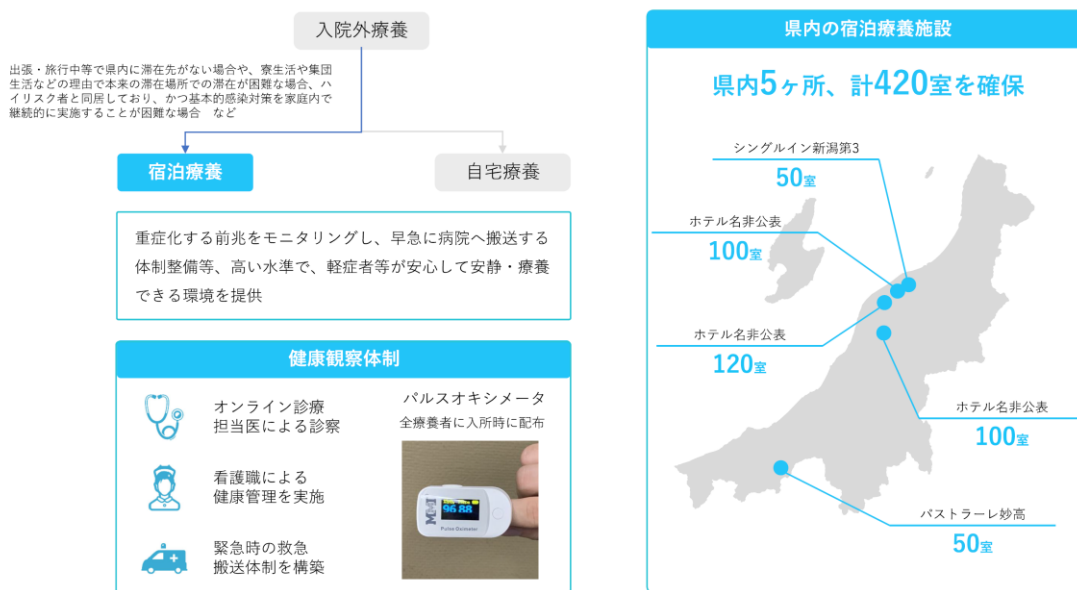 入院外療養
出張・旅行中等で県内に滞在先がない場合や、寮生活や集団
生活などの理由で本来の滞在場所での滞在が困難な場合、ハ
イリスク者と同居しており、かつ基本的感染対策を家庭内で
継続的に実施することが困難な場合　など
宿泊療養
自宅療養
重症化する前兆をモニタリングし、早急に病院へ搬送する
体制整備等、高い水準で、軽症者等が安心して安静・療養
できる環境を提供
健康観察体制
オンライン診療
担当医による診察
看護職による
健康管理を実施
緊急時の救急
搬送体制を構築
パルスオキシメータ
全療養者に入所時に配布
96 88
Pulse Oximeter
県内の宿泊療養施設
県内5ヶ所、計420室を確保
シングルイン新潟第3
50室
ホテル名非公表
100室
ホテル名非公表
120室
ホテル名非公表
100室
パストラーレ妙高
50室